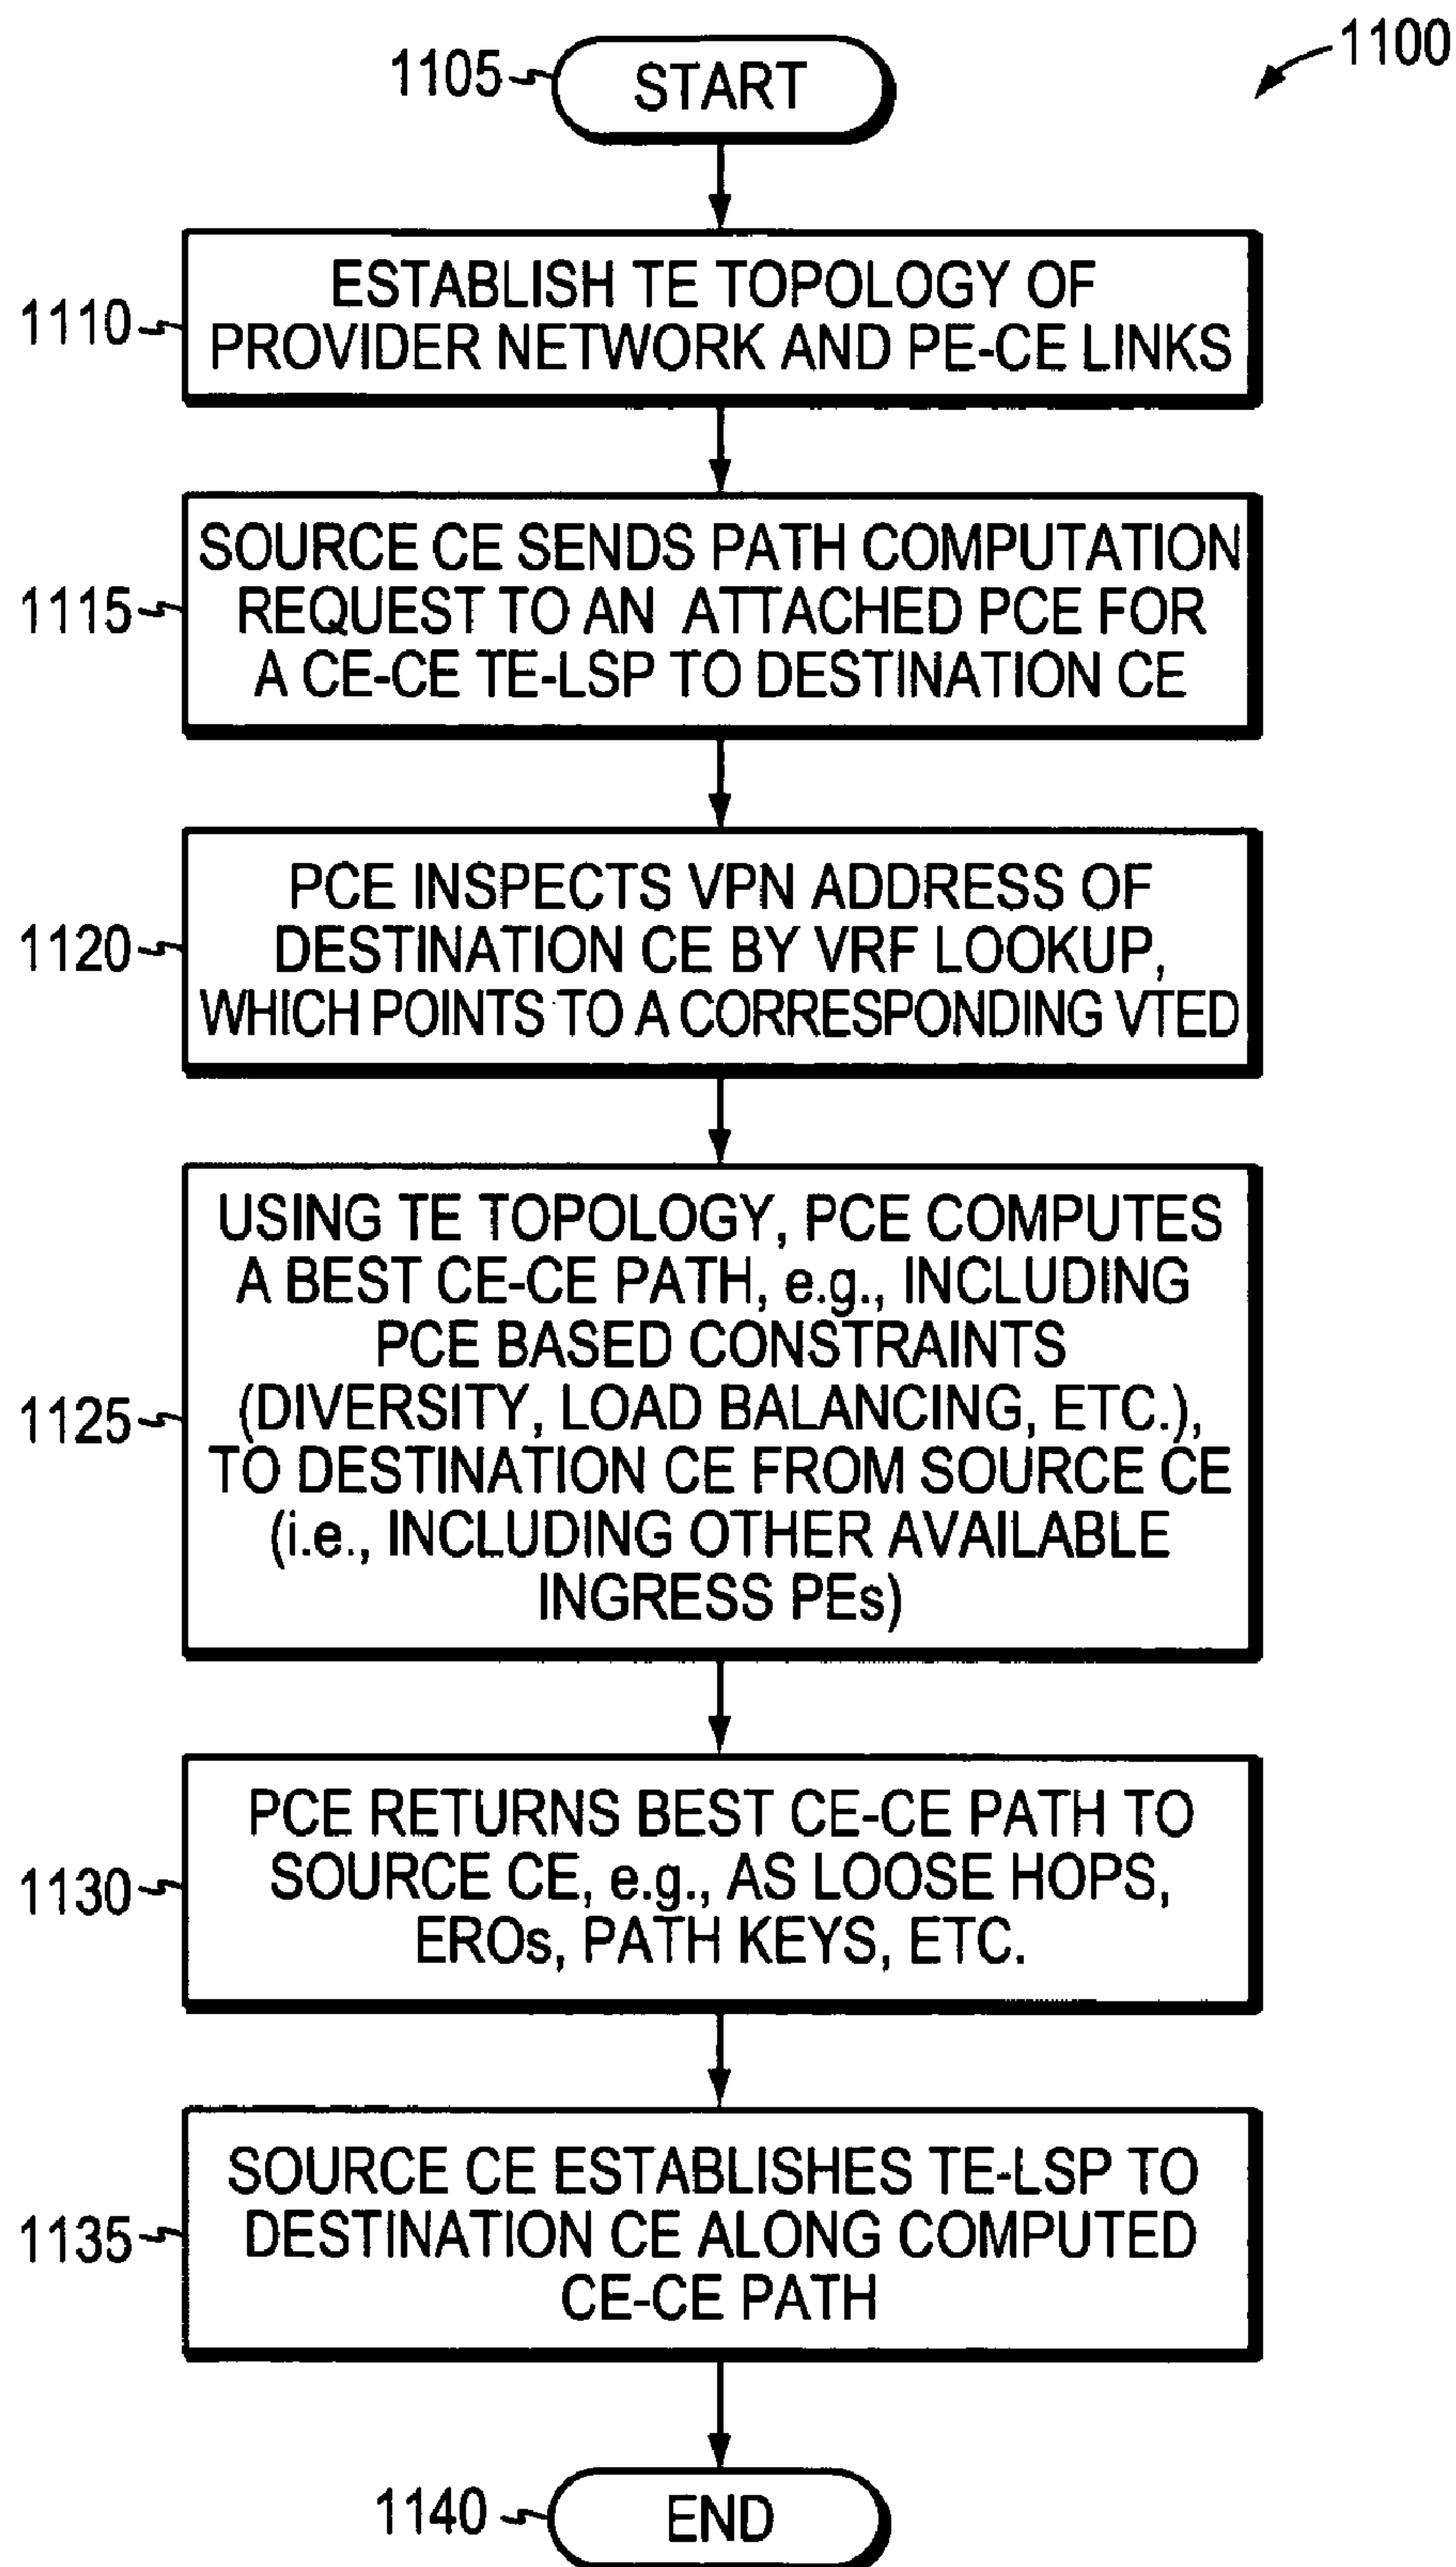 1100
1105
START
1110
ESTABLISH TE TOPOLOGY OF
PROVIDER NETWORK AND PE-CE LINKS
1115
SOURCE CE SENDS PATH COMPUTATION
REQUEST TO AN ATTACHED PCE FOR
A CE-CE TE-LSP TO DESTINATION CE
1120
PCE INSPECTS VPN ADDRESS OF
DESTINATION CE BY VRF LOOKUP,
WHICH POINTS TO A CORRESPONDING VTED
1125
USING TE TOPOLOGY, PCE COMPUTES
A BEST CE-CE PATH, e.g., INCLUDING
PCE BASED CONSTRAINTS
(DIVERSITY, LOAD BALANCING, ETC.),
TO DESTINATION CE FROM SOURCE CE
(i.e., INCLUDING OTHER AVAILABLE
INGRESS PEs)
1130
PCE RETURNS BEST CE-CE PATH TO
SOURCE CE, e.g., AS LOOSE HOPS,
EROs, PATH KEYS, ETC.
1135
SOURCE CE ESTABLISHES TE-LSP TO
DESTINATION CE ALONG COMPUTED
CE-CE PATH
1140
END